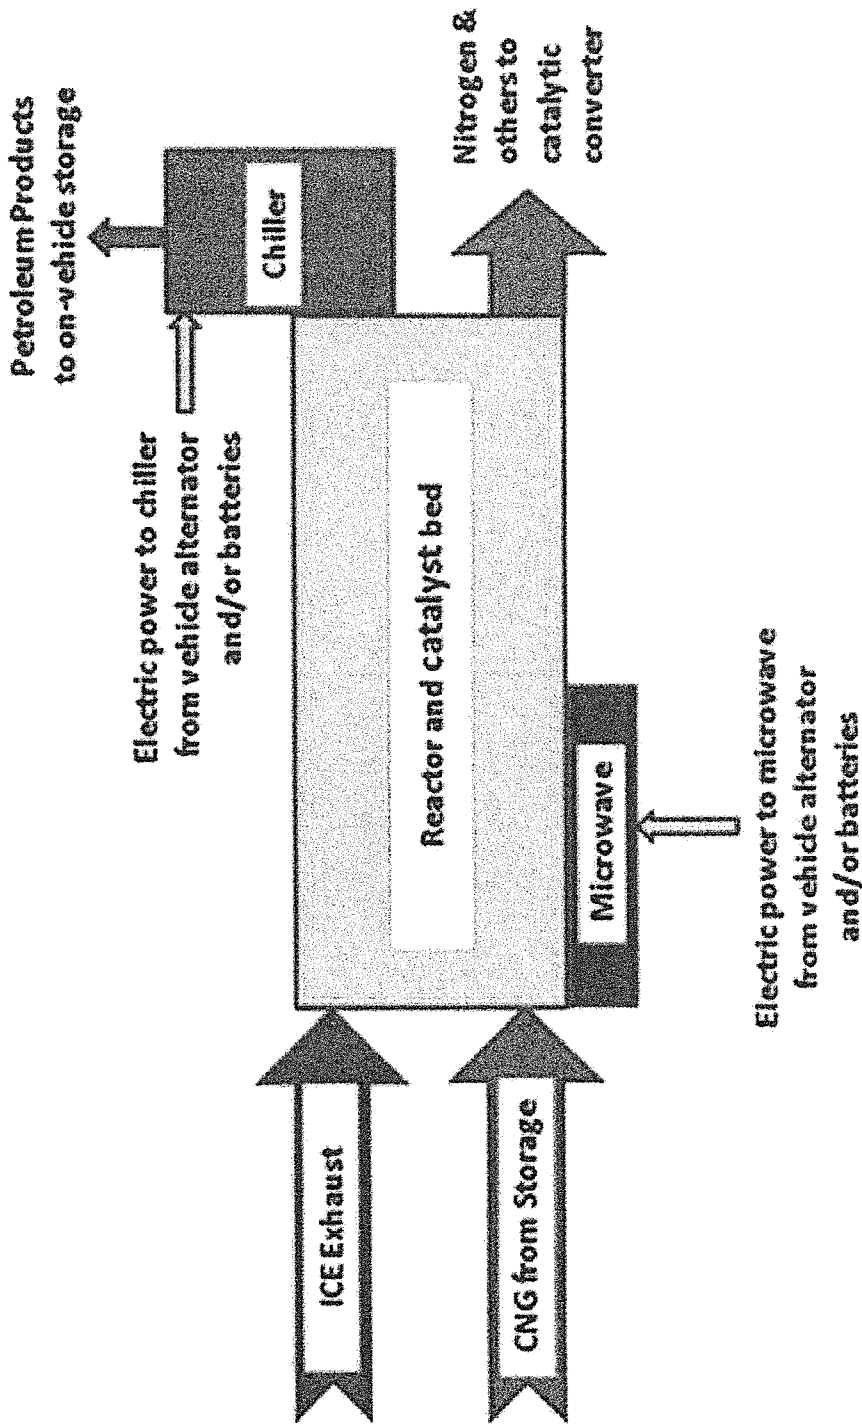 Petroleum Products
to on-vehicle storage
Electric power to chiller
from vehicle alternator
and/or batteries
Chiller
ICE Exhaust
Reactor and catalyst bed
Nitrogen &
others to
catalytic
converter
CNG from Storage
Microwave
Electric power to microwave
from vehicle alternator
and/or batteries